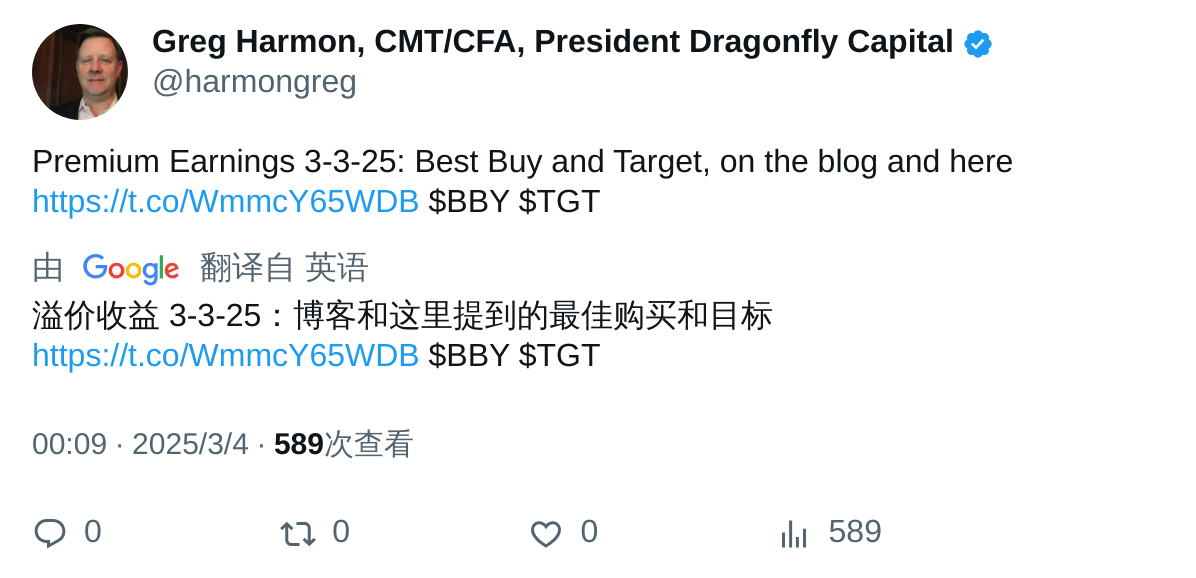 Greg Harmon, CMT/CFA, President Dragonfly Capital
@harmongreg
Premium Earnings 3-3-25: Best Buy and Target, on the blog and here
https://t.co/WmmcY65WDB $BBY $TGT
由 Google 翻译自 英语
溢价收益 3-3-25：博客和这里提到的最佳购买和目标
https://t.co/WmmcY65WDB $BBY $TGT
00:09 · 2025/3/4 · 589次查看
0 0 0 589